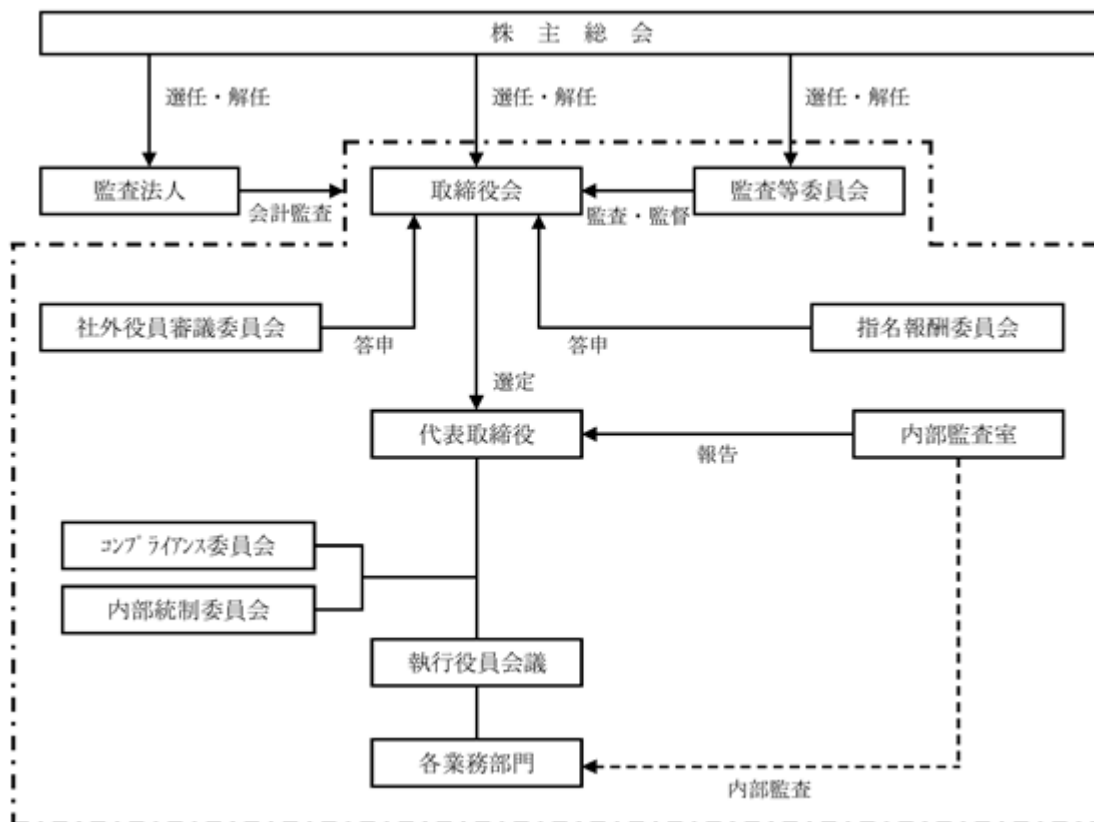 株 主 総 会
選任・解任
選任・解任
選任・解任
監査法人
取締役会
監査等委員会
会計監査
監査・監督
社外役員審議委員会
指名報酬委員会
答申
答申
選定
代表取締役
内部監査室
報告
ｺﾝﾌﾟﾗｲｱﾝｽ委員会
内部統制委員会
執行役員会議
各業務部門
内部監査